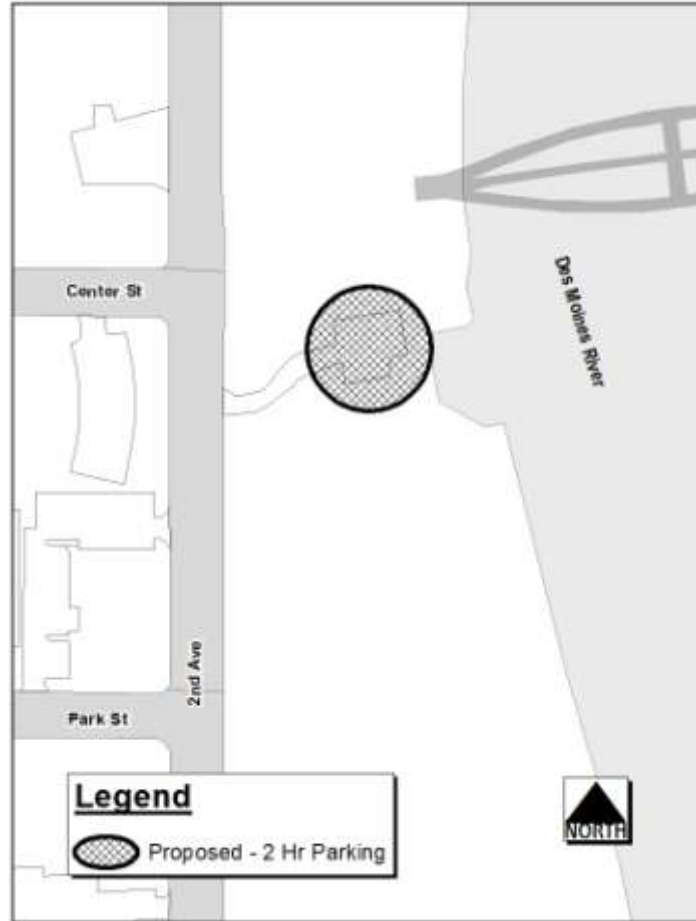 Center St
Des Moines River
2nd Ave
Park St
Legend
Proposed - 2 Hr Parking
NORTH